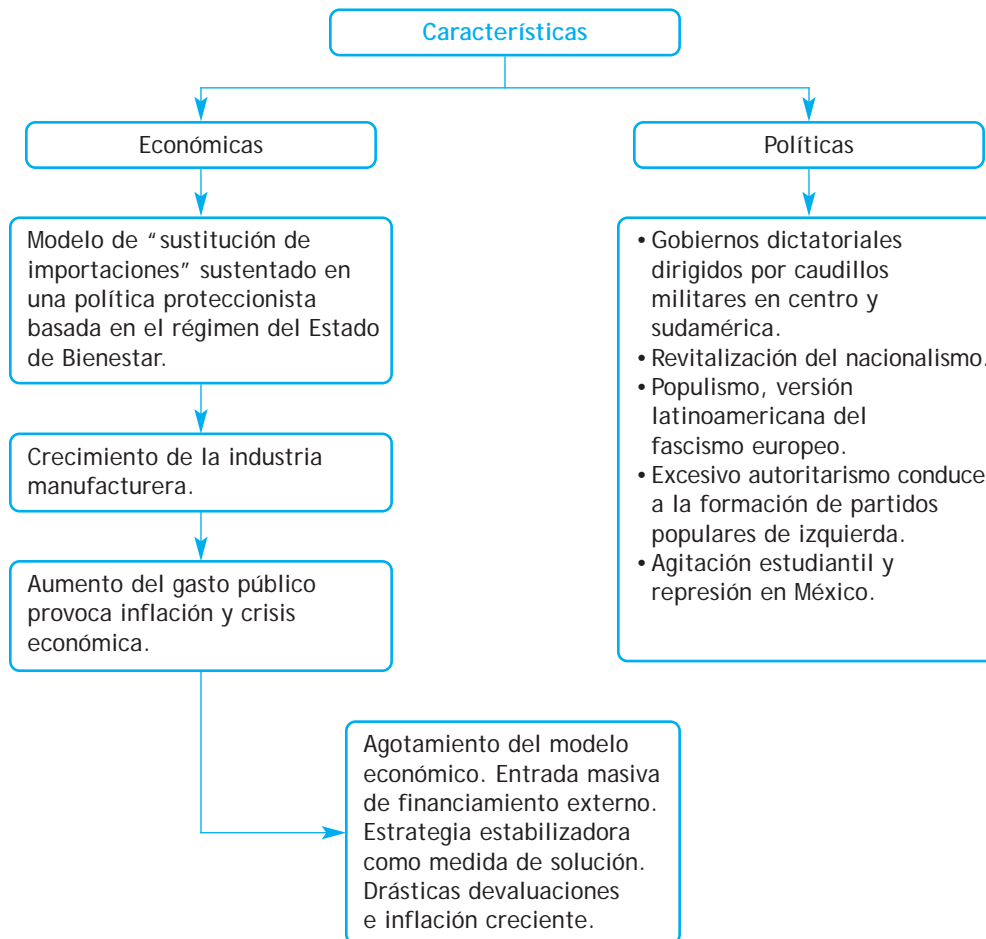 Características
Económicas
Modelo de “sustitución de
importaciones” sustentado en
una política proteccionista
basada en el régimen del Estado
de Bienestar.
Crecimiento de la industria
manufacturera.
Aumento del gasto público
provoca inflación y crisis
económica.
Agotamiento del modelo
económico. Entrada masiva
de financiamiento externo.
Estrategia estabilizadora
como medida de solución.
Drásticas devaluaciones
e inflación creciente.
Políticas
• Gobiernos dictatoriales
dirigidos por caudillos
militares en centro y
sudamérica.
• Revitalización del nacionalismo.
• Populismo, versión
latinoamericana del
fascismo europeo.
• Excesivo autoritarismo conduce
a la formación de partidos
populares de izquierda.
• Agitación estudiantil y
represión en México.